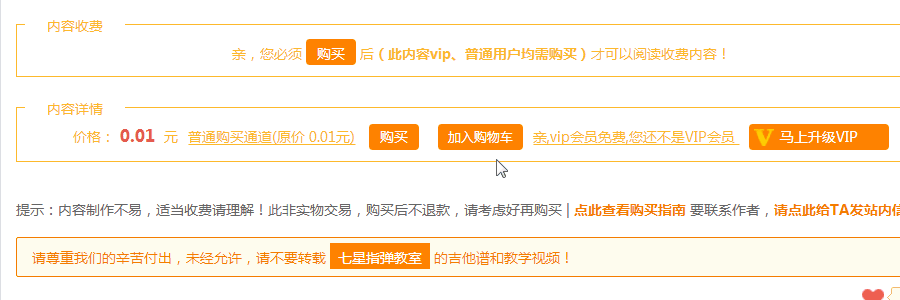 内容收费
亲，您必须 购买 后（此内容vip、普通用户均需购买）才可以阅读收费内容！
内容详情
价格： 0.01 元 普通购买通道(原价 0.01元) 购买 加入购物车 亲,vip会员免费,您还不是VIP会员 马上升级VIP
提示：内容制作不易，适当收费请理解！此非实物交易，购买后不退款，请考虑好再购买 | 点此查看购买指南 要联系作者，请点此给TA发站内信
请尊重我们的辛苦付出，未经允许，请不要转载 七星指弹教室 的吉他谱和教学视频！